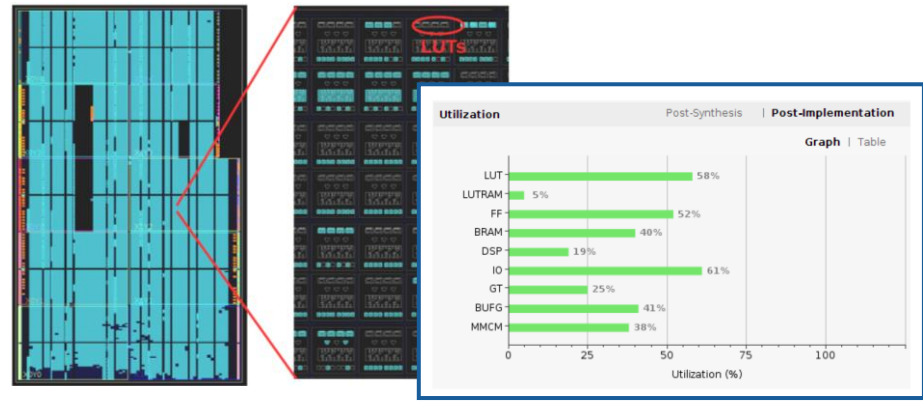 LUTs
Utilization
Post-Synthesis | Post-Implementation
Graph | Table
LUT 58%
LUTRAM 5%
FF 52%
BRAM 40%
DSP 19%
IO 61%
GT 25%
BUFG 41%
MMCM 38%
0 25 50 75 100
Utilization (%)
X0Y0